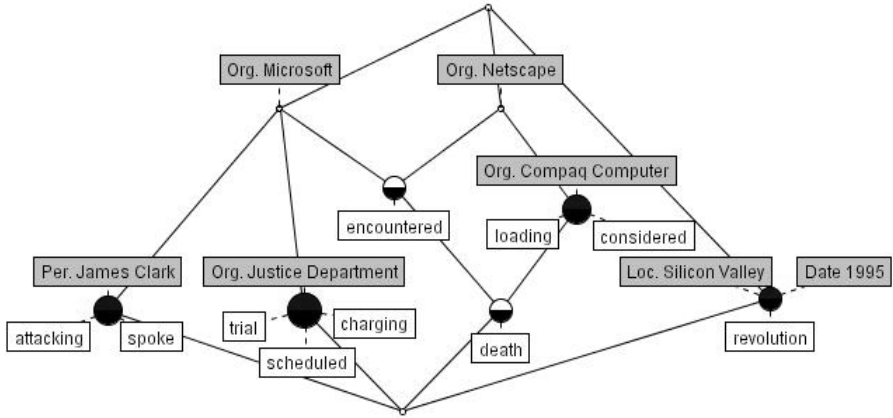 Org. Microsoft
Org. Netscape
Org. Compaq Computer
encountered
loading
considered
Per. James Clark
Org. Justice Department
Loc. Silicon Valley
Date 1995
attacking
spoke
trial
charging
scheduled
death
revolution